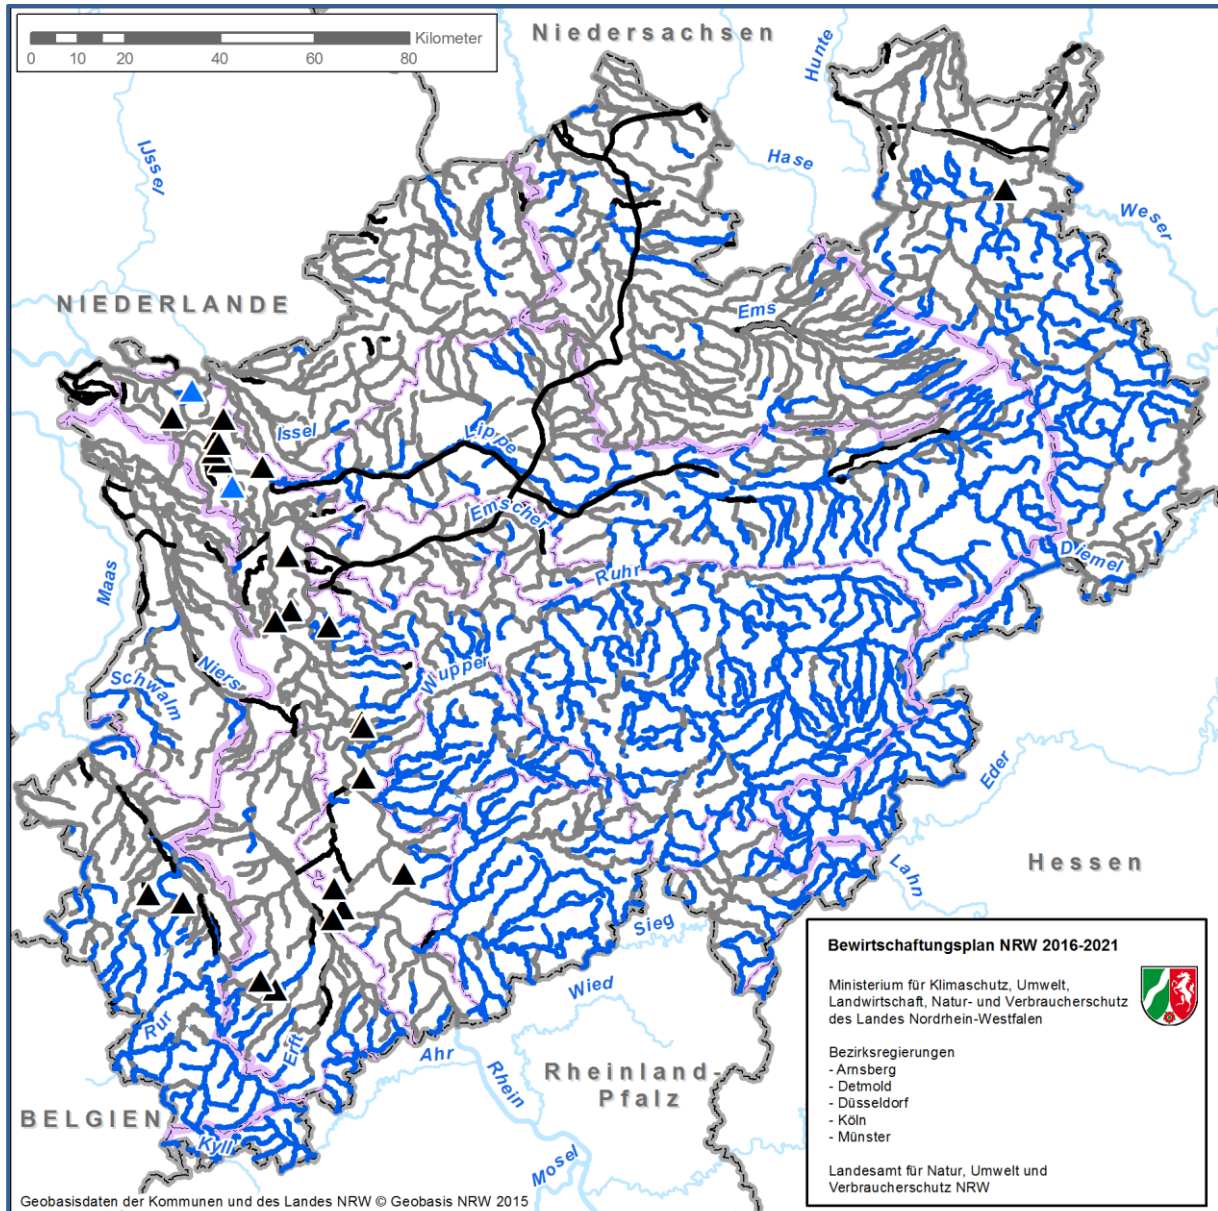 Kilometer
0 10 20 40 60 80
Niedersachsen
Hunte
IJssel
Hase
Weser
NIEDERLANDE
Ems
Issel
Lippe
Emscher
Maas
Diemel
Ruhr
Wupper
Niers
Schwalm
Eder
Hessen
Lahn
Sieg
Wied
Rur
Erft
Ahr
Rhein
Rheinland-
Pfalz
BELGIEN
Kyll
Mosel
Bewirtschaftungsplan NRW 2016-2021
Ministerium für Klimaschutz, Umwelt,
Landwirtschaft, Natur- und Verbraucherschutz
des Landes Nordrhein-Westfalen
Bezirksregierungen
- Arnsberg
- Detmold
- Düsseldorf
- Köln
- Münster
Landesamt für Natur, Umwelt und
Verbraucherschutz NRW
Geobasisdaten der Kommunen und des Landes NRW © Geobasis NRW 2015